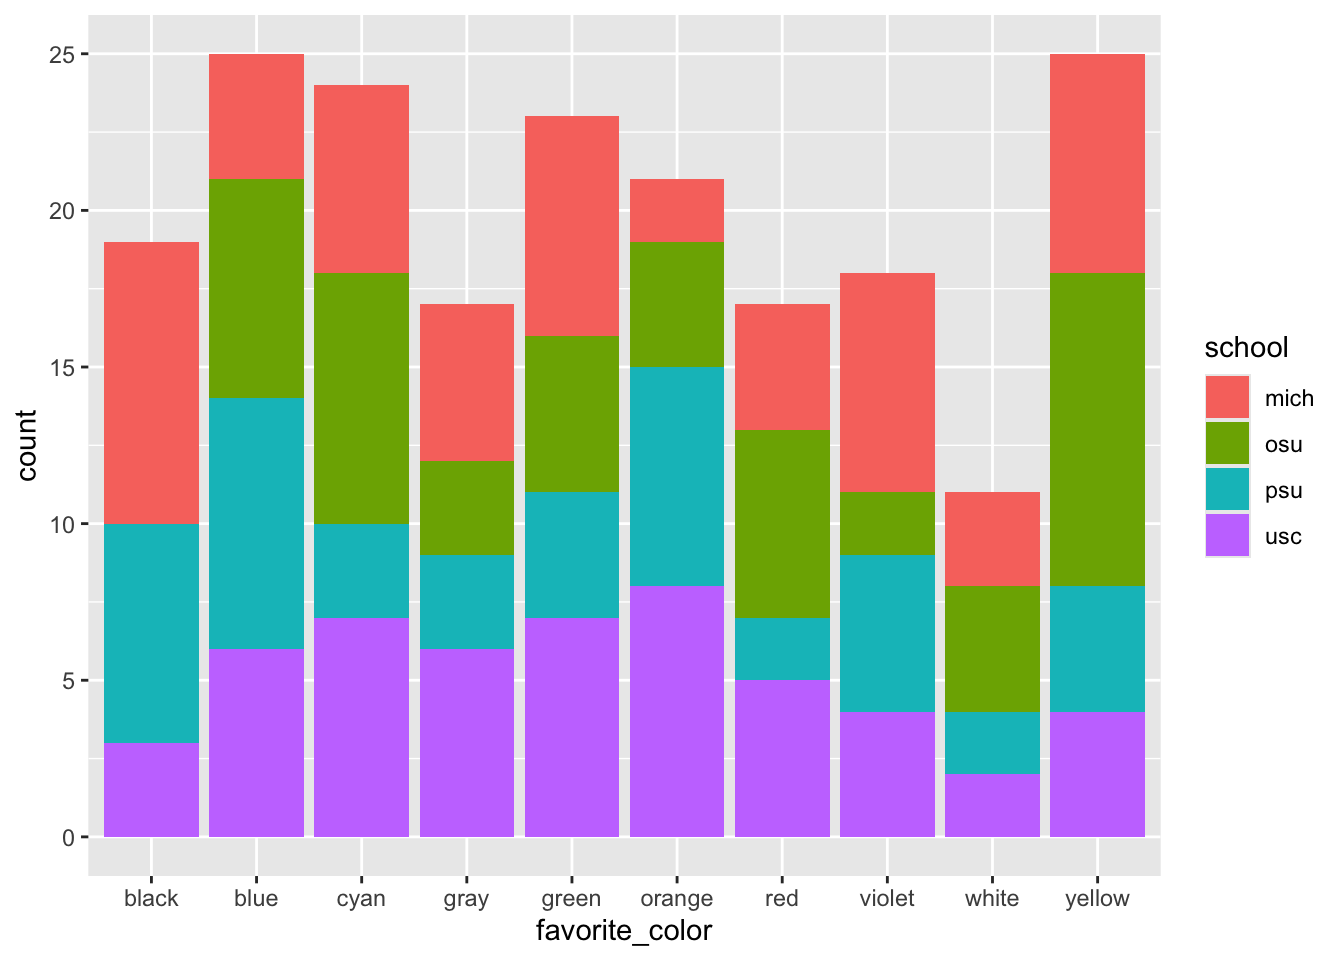 25
20
15
10
5
0
count
black blue cyan gray green orange red violet white yellow
favorite_color
school
mich
osu
psu
usc